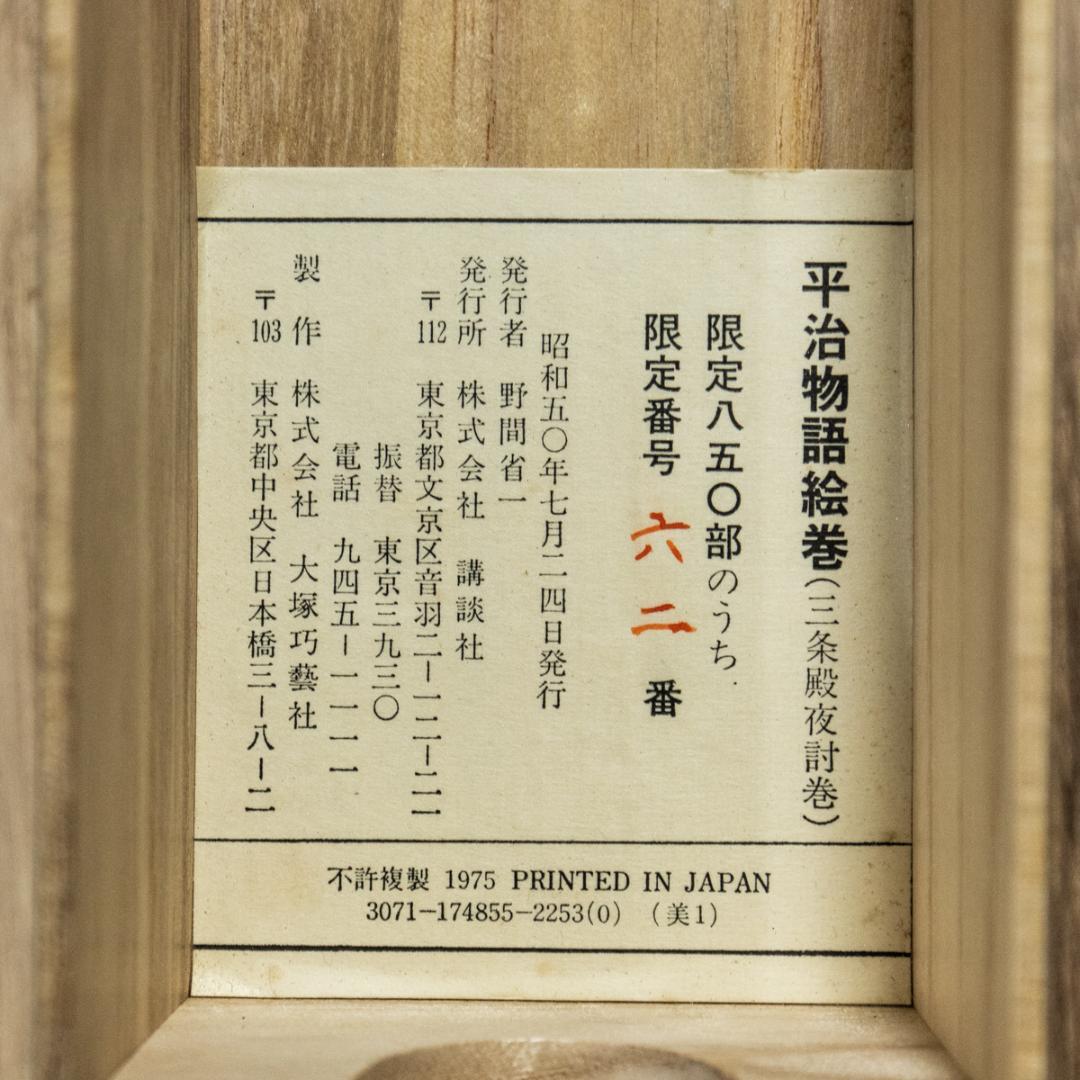 平治物語絵巻(三条殿夜討巻)
限定八五〇部のうち
限定番号 六二 番
昭和五〇年七月二四日発行
発行者 野間省一
発行所 株式会社 講談社
〒112 東京都文京区音羽二ー一二ー二一
振替 東京三九三〇
電話 九四五ー一一一一
製作 株式会社 大塚巧藝社
〒103 東京都中央区日本橋三ー八ー二
不許複製 1975 PRINTED IN JAPAN
3071-174855-2253(0) (美1)